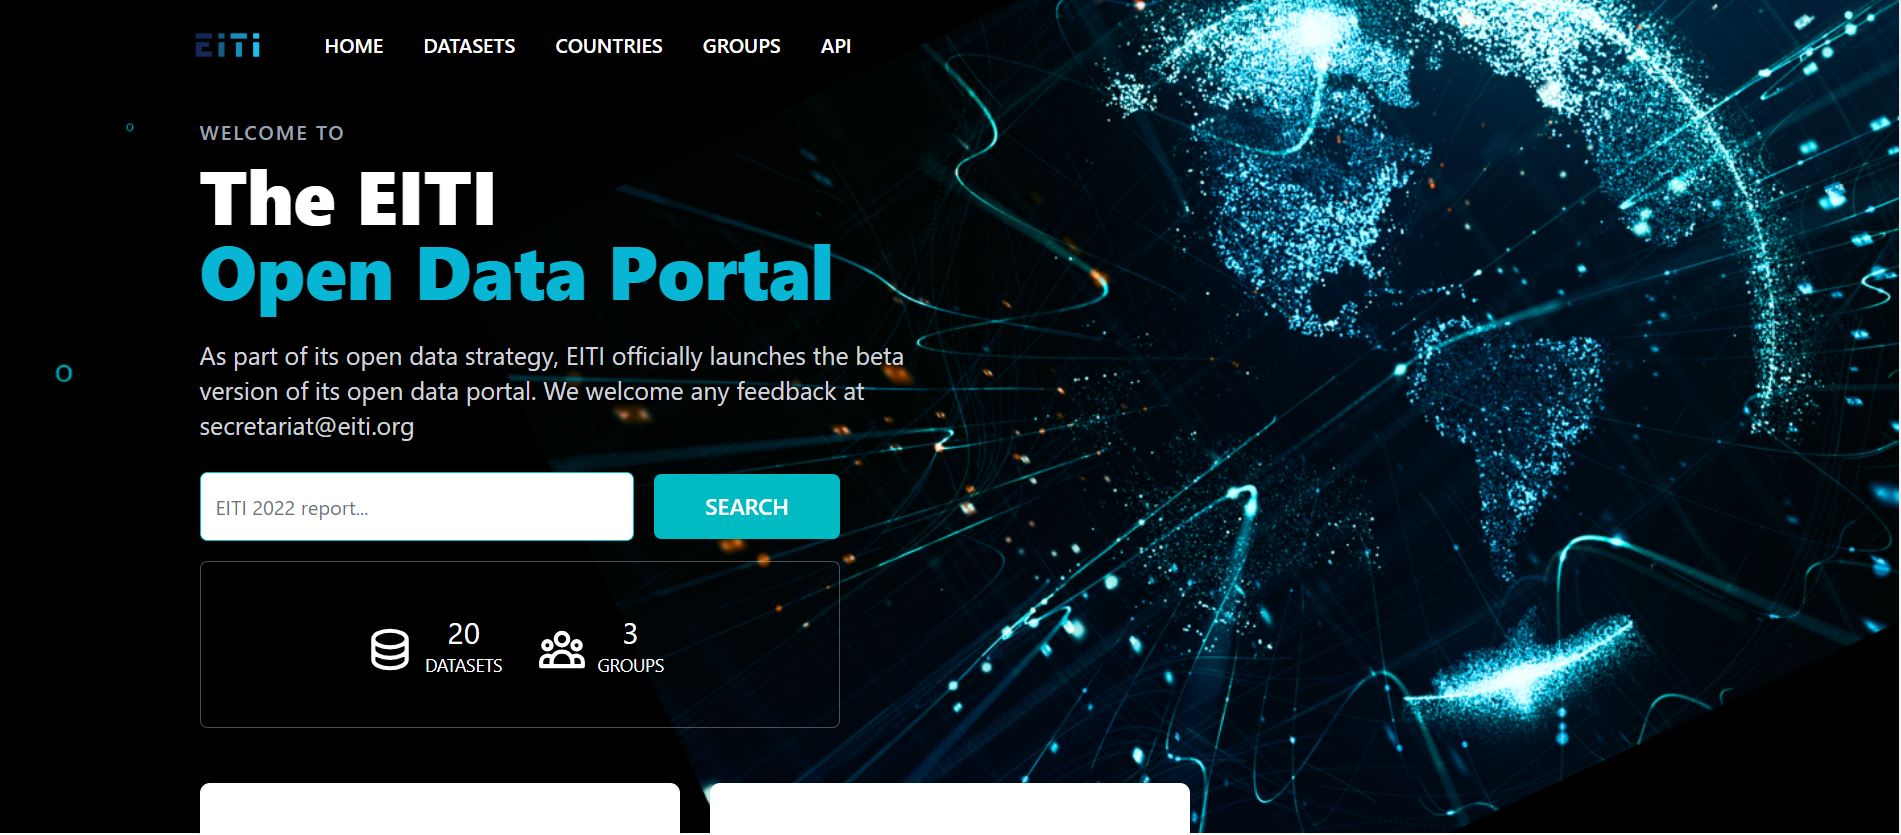 EITI
HOME DATASETS COUNTRIES GROUPS API
WELCOME TO
The EITI
Open Data Portal
As part of its open data strategy, EITI officially launches the beta
version of its open data portal. We welcome any feedback at
secretariat@eiti.org
EITI 2022 report...
SEARCH
20
DATASETS
3
GROUPS